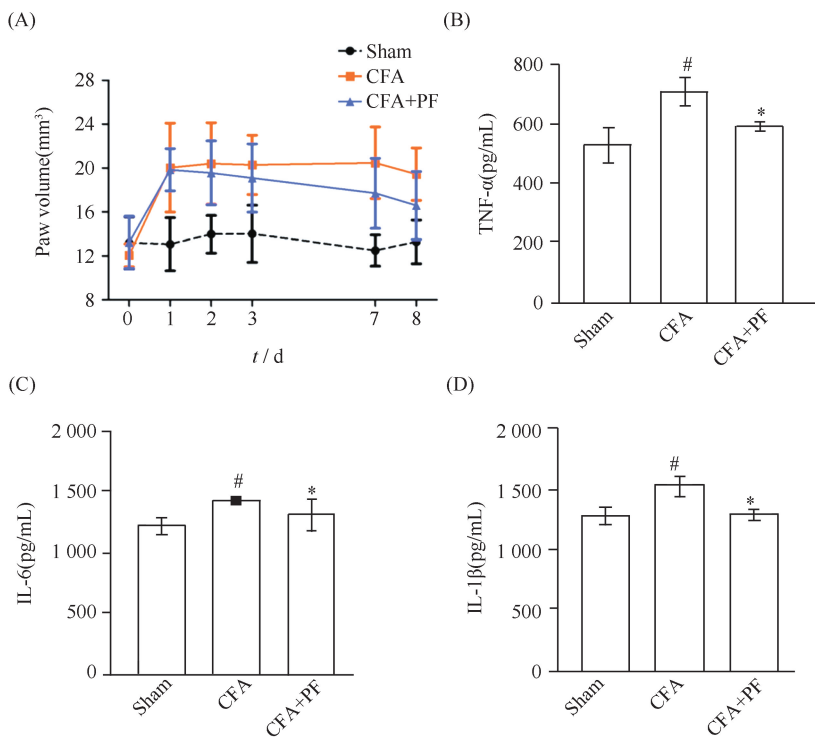 (A)
Sham
CFA
CFA+PF
Paw volume(mm³)
28
24
20
16
12
8
0 1 2 3 7 8
t / d
(B)
TNF-α(pg/mL)
800
600
400
200
0
#
*
Sham
CFA
CFA+PF
(C)
IL-6(pg/mL)
2 000
1 500
1 000
500
0
#
*
Sham
CFA
CFA+PF
(D)
IL-1β(pg/mL)
2 000
1 500
1 000
500
0
#
*
Sham
CFA
CFA+PF